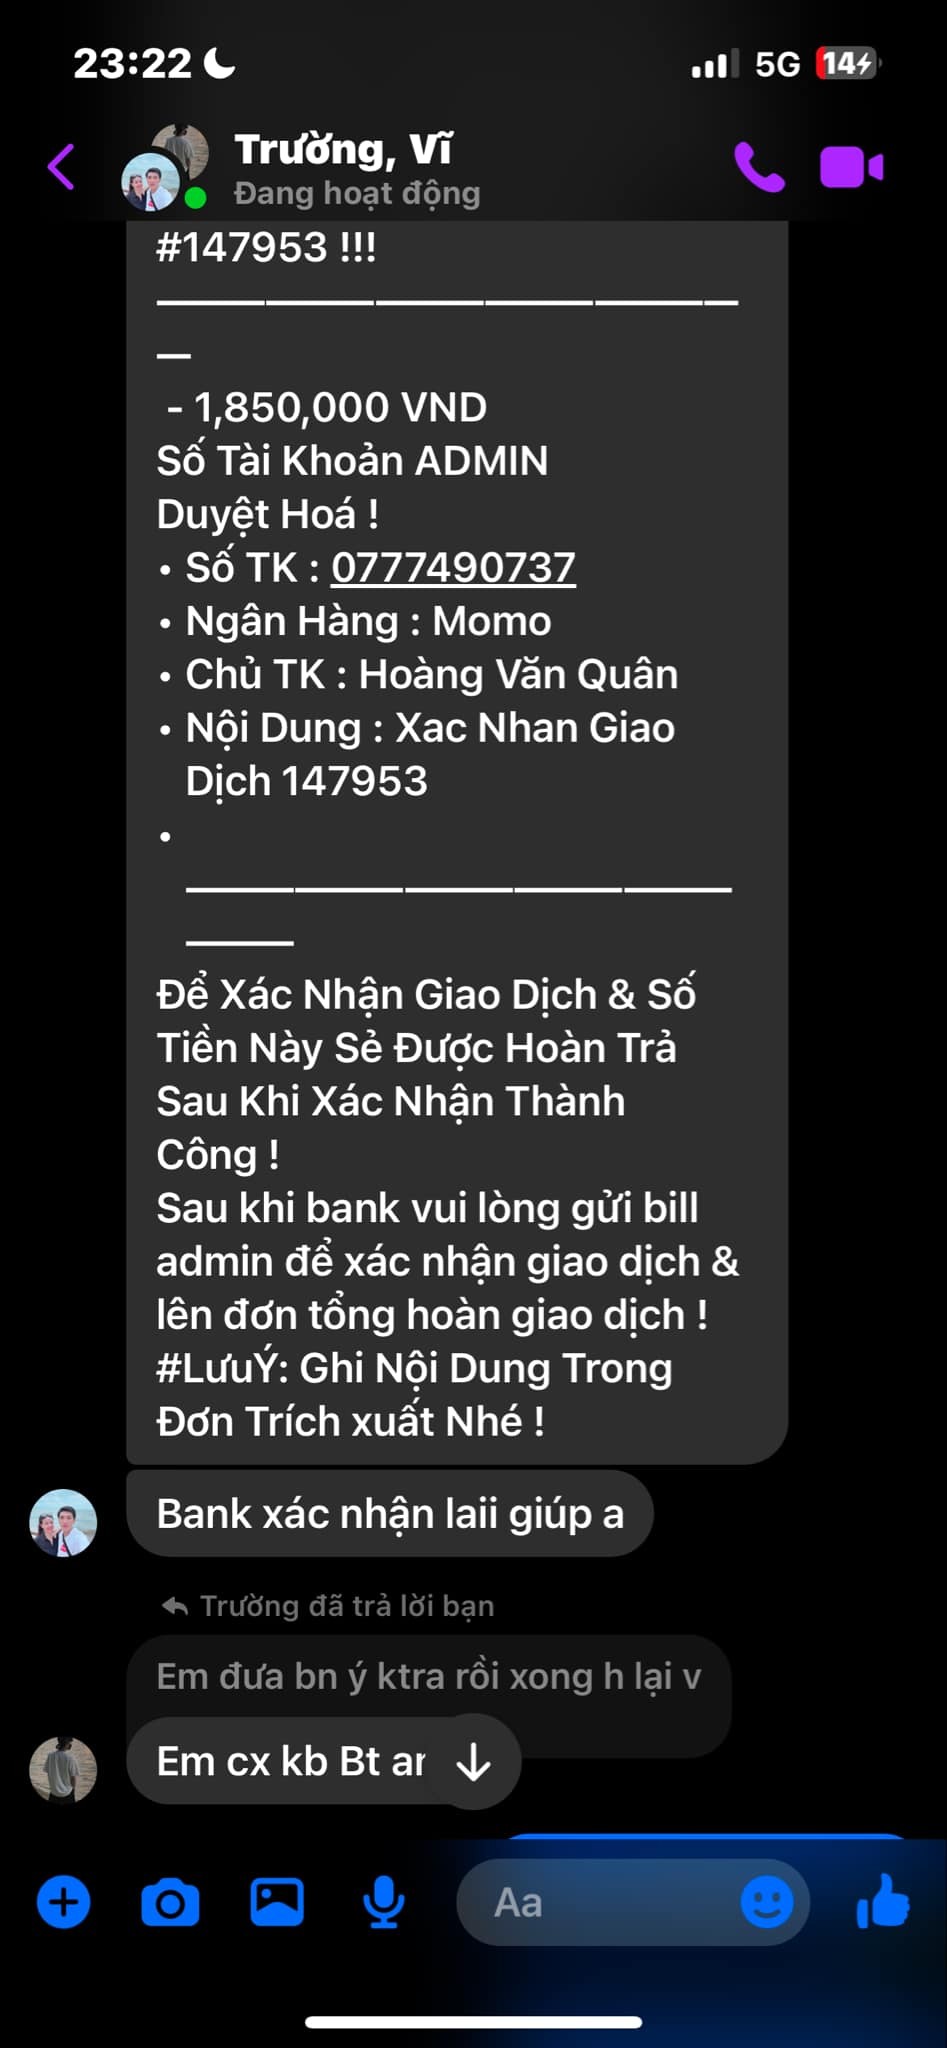 23:22
5G
14
Trường, Vĩ
Đang hoạt động
#147953 !!!
- 1,850,000 VND
Số Tài Khoản ADMIN
Duyệt Hoá !
• Số TK : 0777490737
• Ngân Hàng : Momo
• Chủ TK : Hoàng Văn Quân
• Nội Dung : Xac Nhan Giao
Dịch 147953
•
Để Xác Nhận Giao Dịch & Số
Tiền Này Sẻ Được Hoàn Trả
Sau Khi Xác Nhận Thành
Công !
Sau khi bank vui lòng gửi bill
admin để xác nhận giao dịch &
lên đơn tổng hoàn giao dịch !
#LưuÝ: Ghi Nội Dung Trong
Đơn Trích xuất Nhé !
Bank xác nhận laii giúp a
Trường đã trả lời bạn
Em đưa bn ý ktra rồi xong h lại v
Em cx kb Bt
Aa